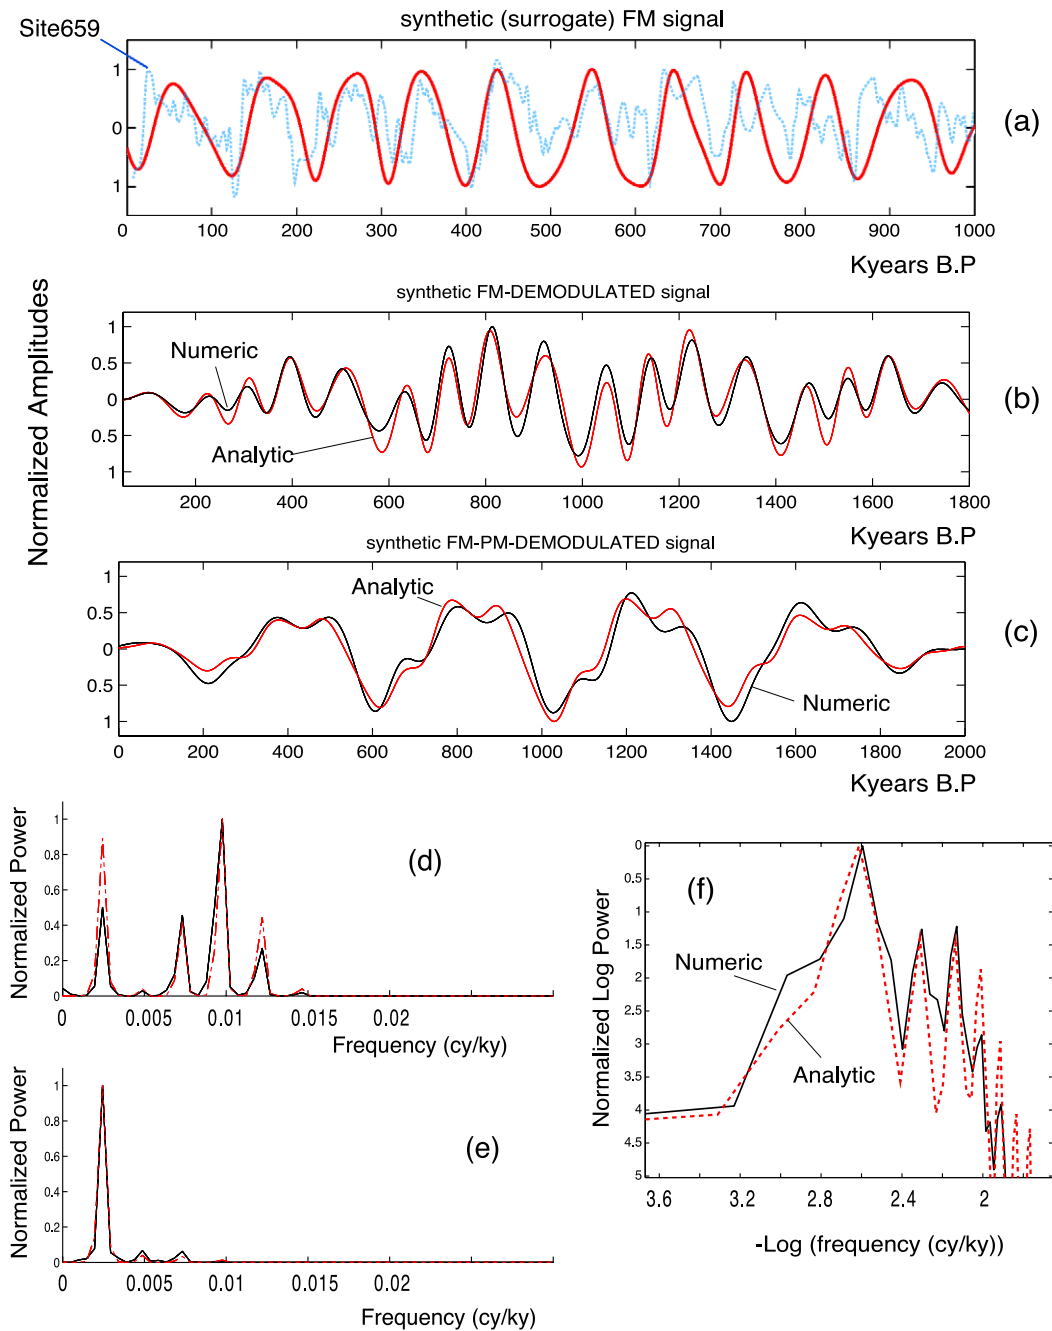 synthetic (surrogate) FM signal
Site659
1
0
1
(a)
0 100 200 300 400 500 600 700 800 900 1000
Kyears B.P
Normalized Amplitudes
synthetic FM-DEMODULATED signal
1
0.5
0
0.5
1
Numeric
Analytic
(b)
200 400 600 800 1000 1200 1400 1600 1800
Kyears B.P
synthetic FM-PM-DEMODULATED signal
1
0.5
0
0.5
1
Analytic
Numeric
(c)
0 200 400 600 800 1000 1200 1400 1600 1800 2000
Kyears B.P
Normalized Power
1
0.8
0.6
0.4
0.2
0
(d)
0 0.005 0.01 0.015 0.02
Frequency (cy/ky)
Normalized Power
1
0.8
0.6
0.4
0.2
0
(e)
0 0.005 0.01 0.015 0.02
Frequency (cy/ky)
Normalized Log Power
0
0.5
1
1.5
2
2.5
3
3.5
4
4.5
5
(f)
Numeric
Analytic
3.6 3.2 2.8 2.4 2
-Log (frequency (cy/ky))